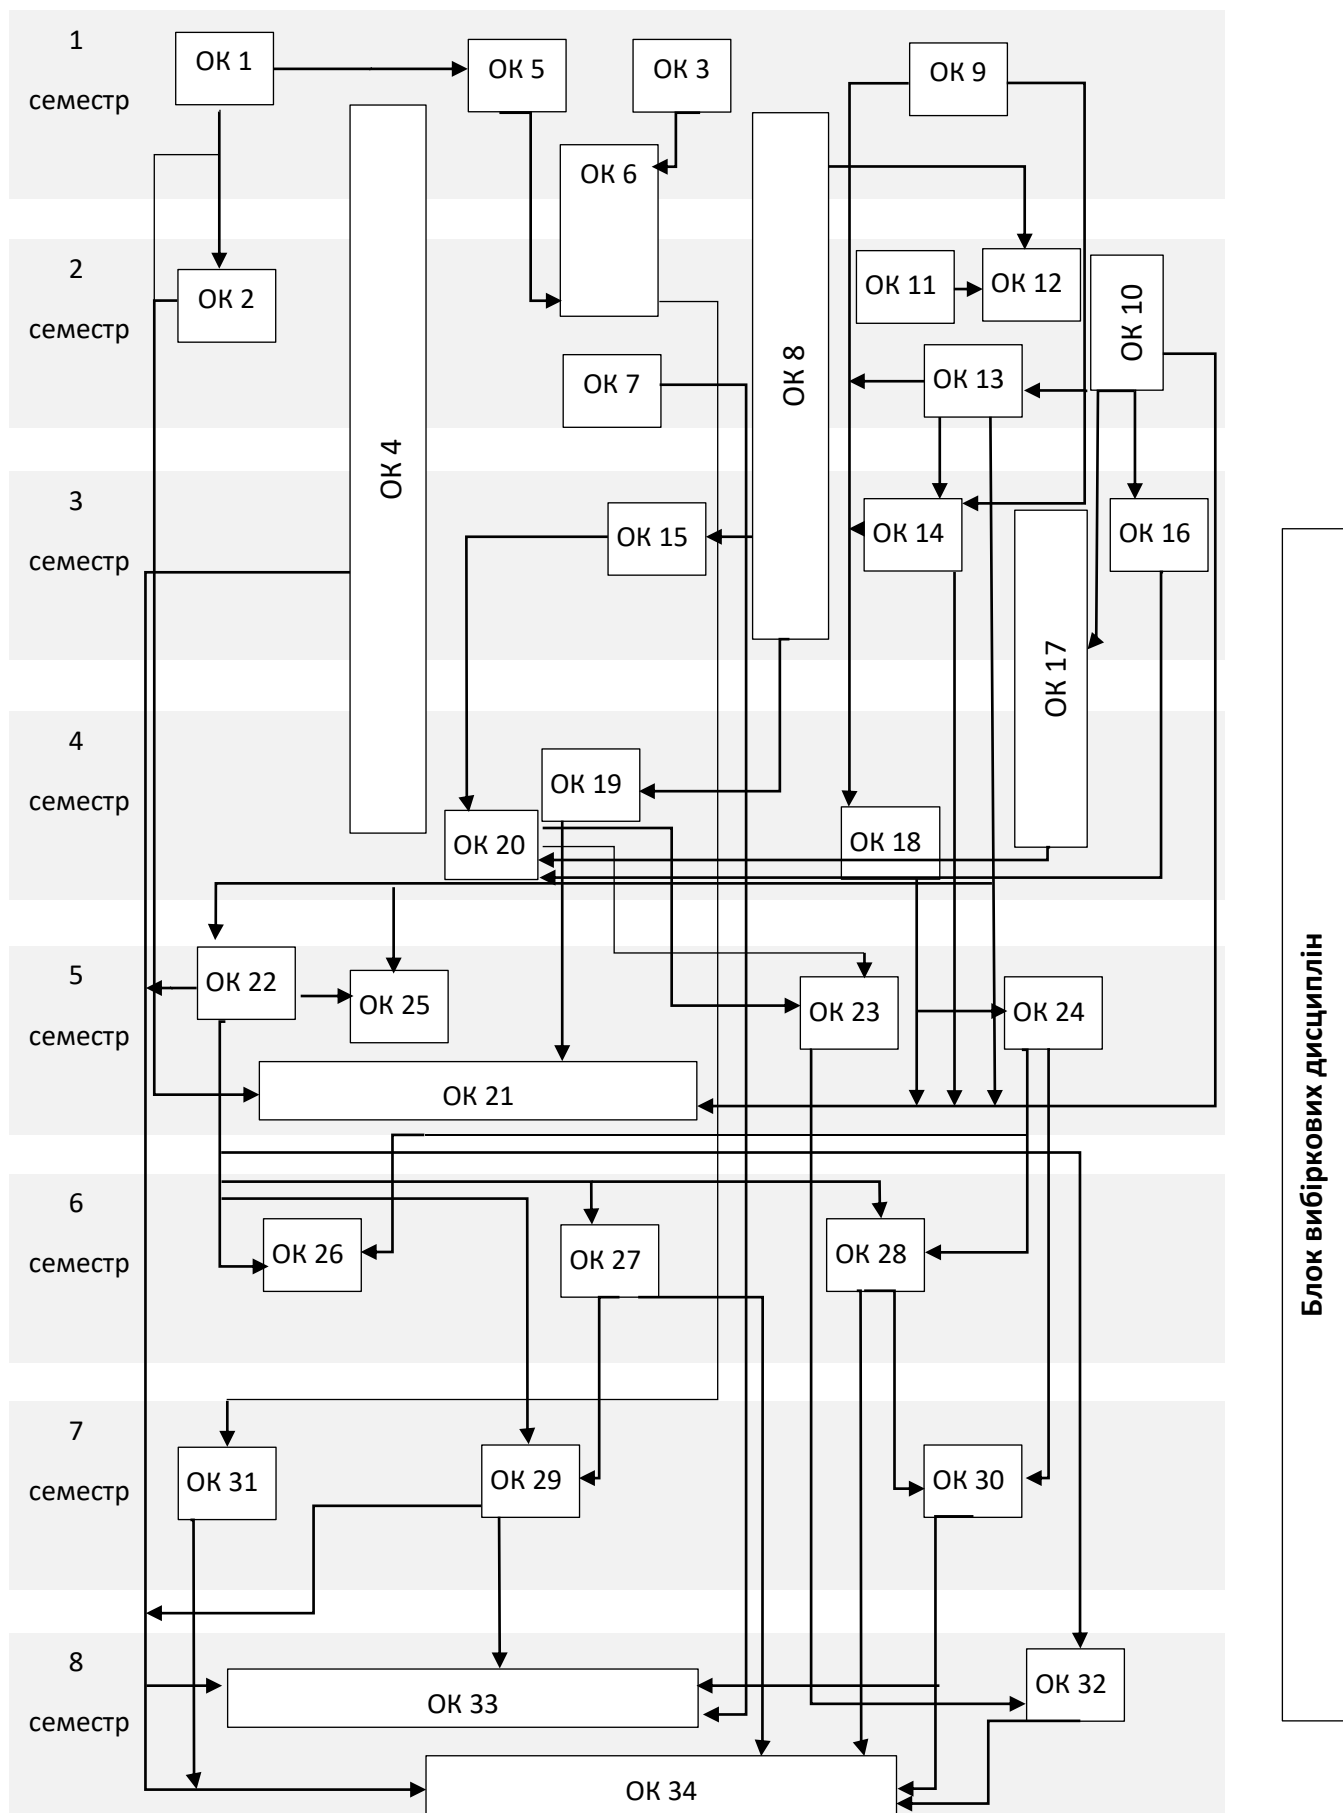 1
семестр
ОК 1
ОК 5
ОК 3
ОК 9
ОК 6
2
семестр
ОК 2
ОК 11
ОК 12
ОК 10
ОК 7
ОК 8
ОК 13
ОК 4
3
семестр
ОК 15
ОК 14
ОК 16
ОК 17
4
семестр
ОК 19
ОК 20
ОК 18
5
семестр
ОК 22
ОК 25
ОК 23
ОК 24
ОК 21
Блок вибіркових дисциплін
6
семестр
ОК 26
ОК 27
ОК 28
7
семестр
ОК 31
ОК 29
ОК 30
8
семестр
ОК 33
ОК 32
ОК 34